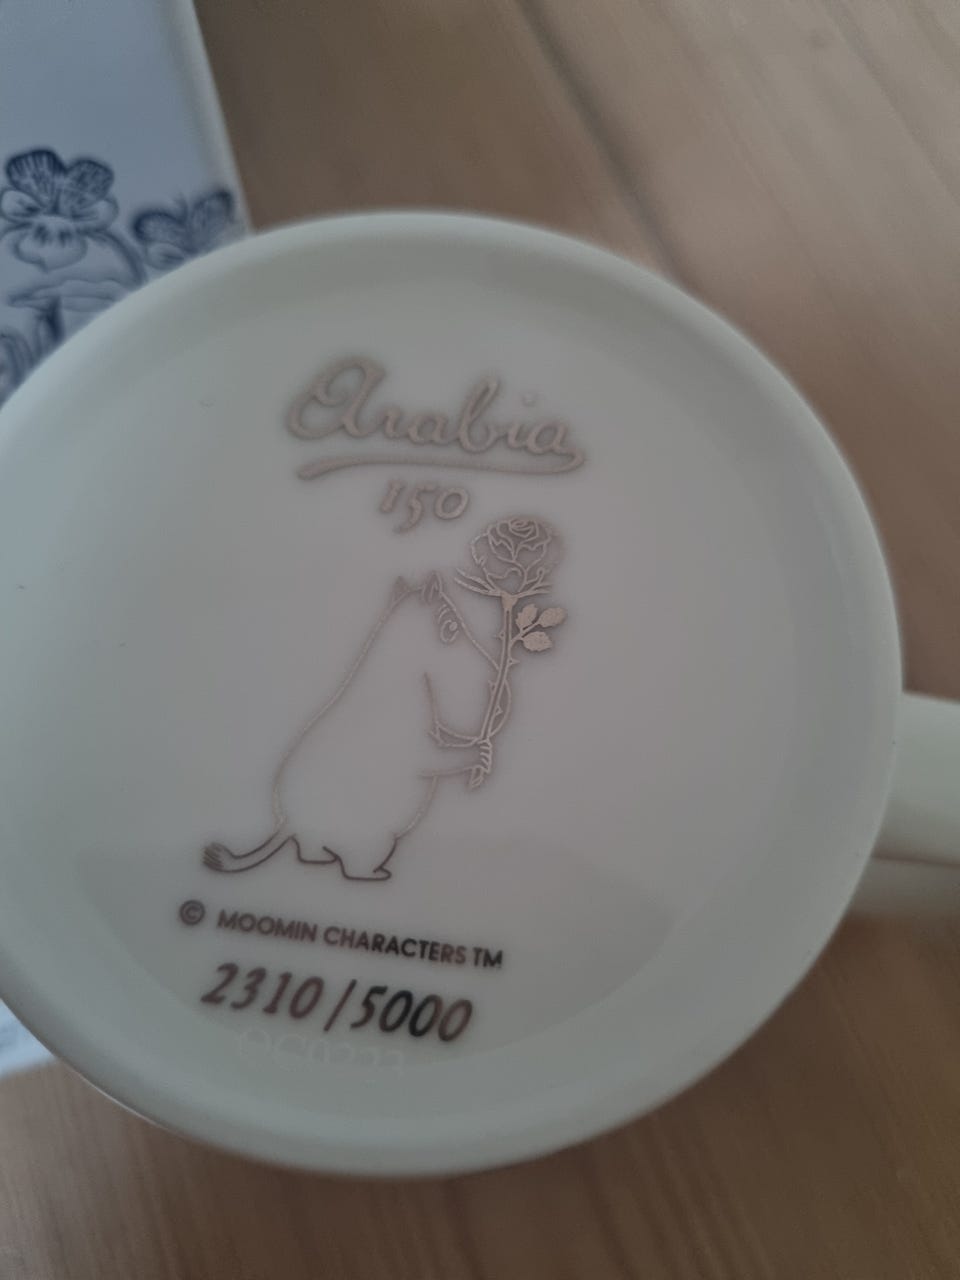 Arabia
150
© MOOMIN CHARACTERS TM
2310/5000